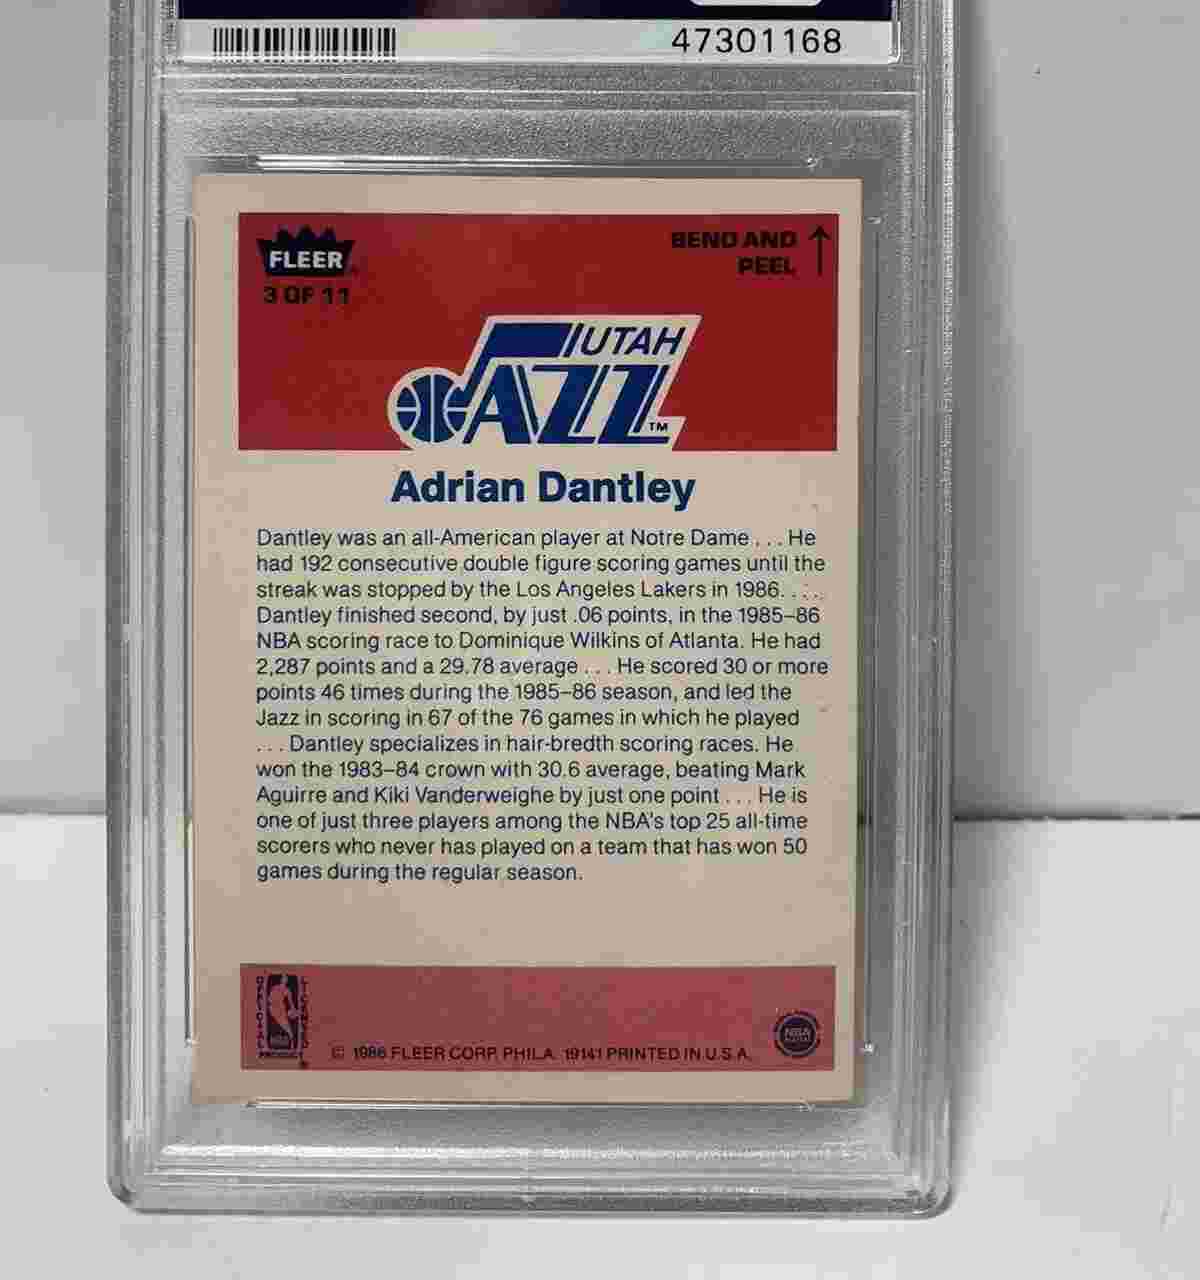 47301168
FLEER
3 OF 11
BEND AND
PEEL
UTAH
JAZZ
TM
Adrian Dantley
Dantley was an all-American player at Notre Dame . . . He
had 192 consecutive double figure scoring games until the
streak was stopped by the Los Angeles Lakers in 1986. . . .
Dantley finished second, by just .06 points, in the 1985–86
NBA scoring race to Dominique Wilkins of Atlanta. He had
2,287 points and a 29.78 average . . . He scored 30 or more
points 46 times during the 1985–86 season, and led the
Jazz in scoring in 67 of the 76 games in which he played
. . . Dantley specializes in hair-bredth scoring races. He
won the 1983–84 crown with 30.6 average, beating Mark
Aguirre and Kiki Vanderweighe by just one point . . . He is
one of just three players among the NBA's top 25 all-time
scorers who never has played on a team that has won 50
games during the regular season.
OFFICIAL
NBA
LICENSED
PRODUCT
© 1986 FLEER CORP. PHILA. 19141 PRINTED IN U.S.A.
NBA